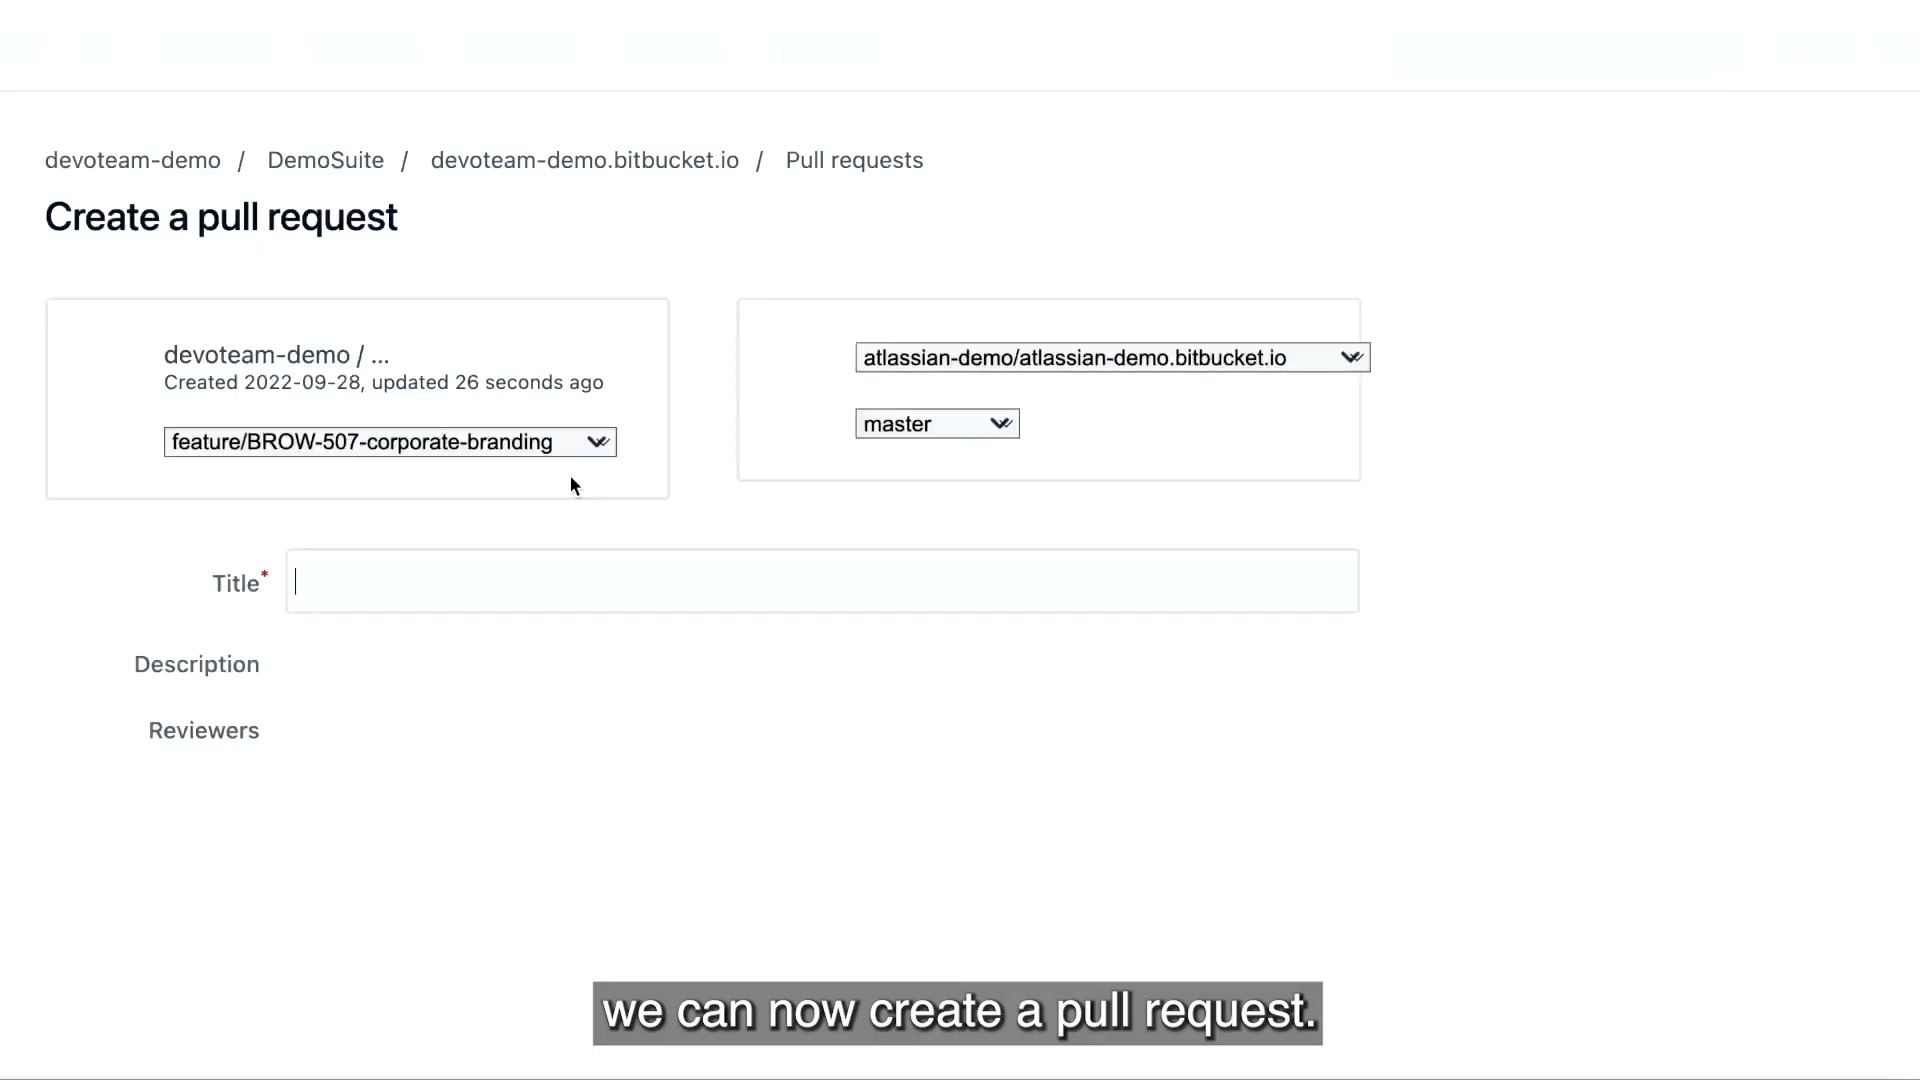 devoteam-demo / DemoSuite / devoteam-demo.bitbucket.io / Pull requests
Create a pull request
devoteam-demo / ...
Created 2022-09-28, updated 26 seconds ago
feature/BROW-507-corporate-branding
atlassian-demo/atlassian-demo.bitbucket.io
master
Title*
Description
Reviewers
we can now create a pull request.